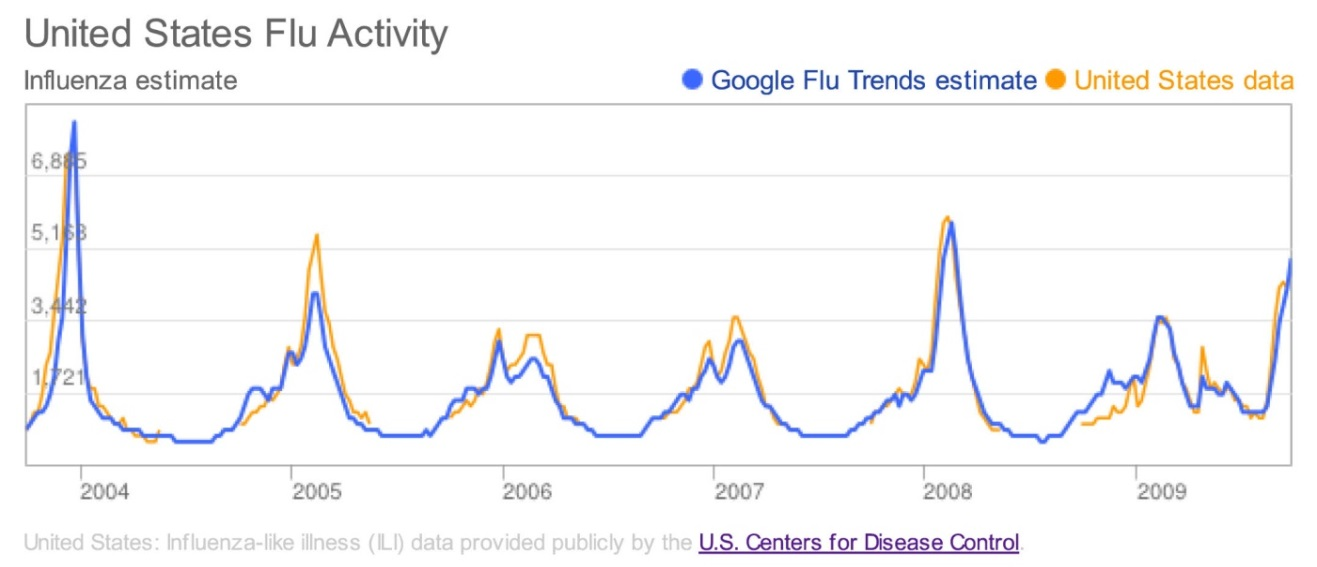 United States Flu Activity
Influenza estimate
Google Flu Trends estimate United States data
6,885
5,163
3,442
1,721
2004 2005 2006 2007 2008 2009
United States: Influenza-like illness (ILI) data provided publicly by the U.S. Centers for Disease Control.